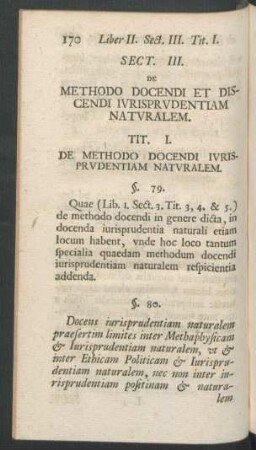 170 Liber II. Sect. III. Tit. I.
SECT. III.
DE
METHODO DOCENDI ET DIS-
CENDI IVRISPRVDENTIAM
NATVRALEM.
TIT. I.
DE METHODO DOCENDI IVRIS-
PRVDENTIAM NATVRALEM.
§. 79.
Quae (Lib. 1. Sect. 3. Tit. 3, 4. & 5.)
de methodo docendi in genere dicta, in
docenda iurisprudentia naturali etiam
locum habent, vnde hoc loco tantum
specialia quaedam methodum docendi
iurisprudentiam naturalem respicientia
addenda.
§. 80.
Docens iurisprudentiam naturalem
praesertim limites inter Methaphysicam
& Iurisprudentiam naturalem, vt &
inter Ethicam Politicam & Iurispru-
dentiam naturalem, nec non inter iu-
risprudentiam positiuam & natura-
lem